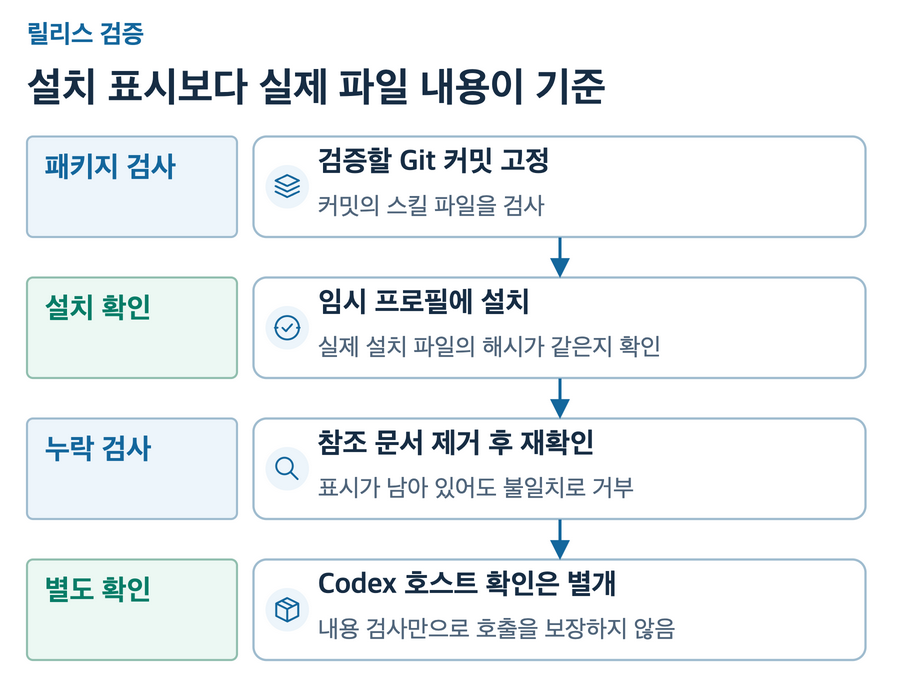 릴리스 검증
설치 표시보다 실제 파일 내용이 기준
패키지 검사
검증할 Git 커밋 고정
커밋의 스킬 파일을 검사
설치 확인
임시 프로필에 설치
실제 설치 파일의 해시가 같은지 확인
누락 검사
참조 문서 제거 후 재확인
표시가 남아 있어도 불일치로 거부
별도 확인
Codex 호스트 확인은 별개
내용 검사만으로 호출을 보장하지 않음